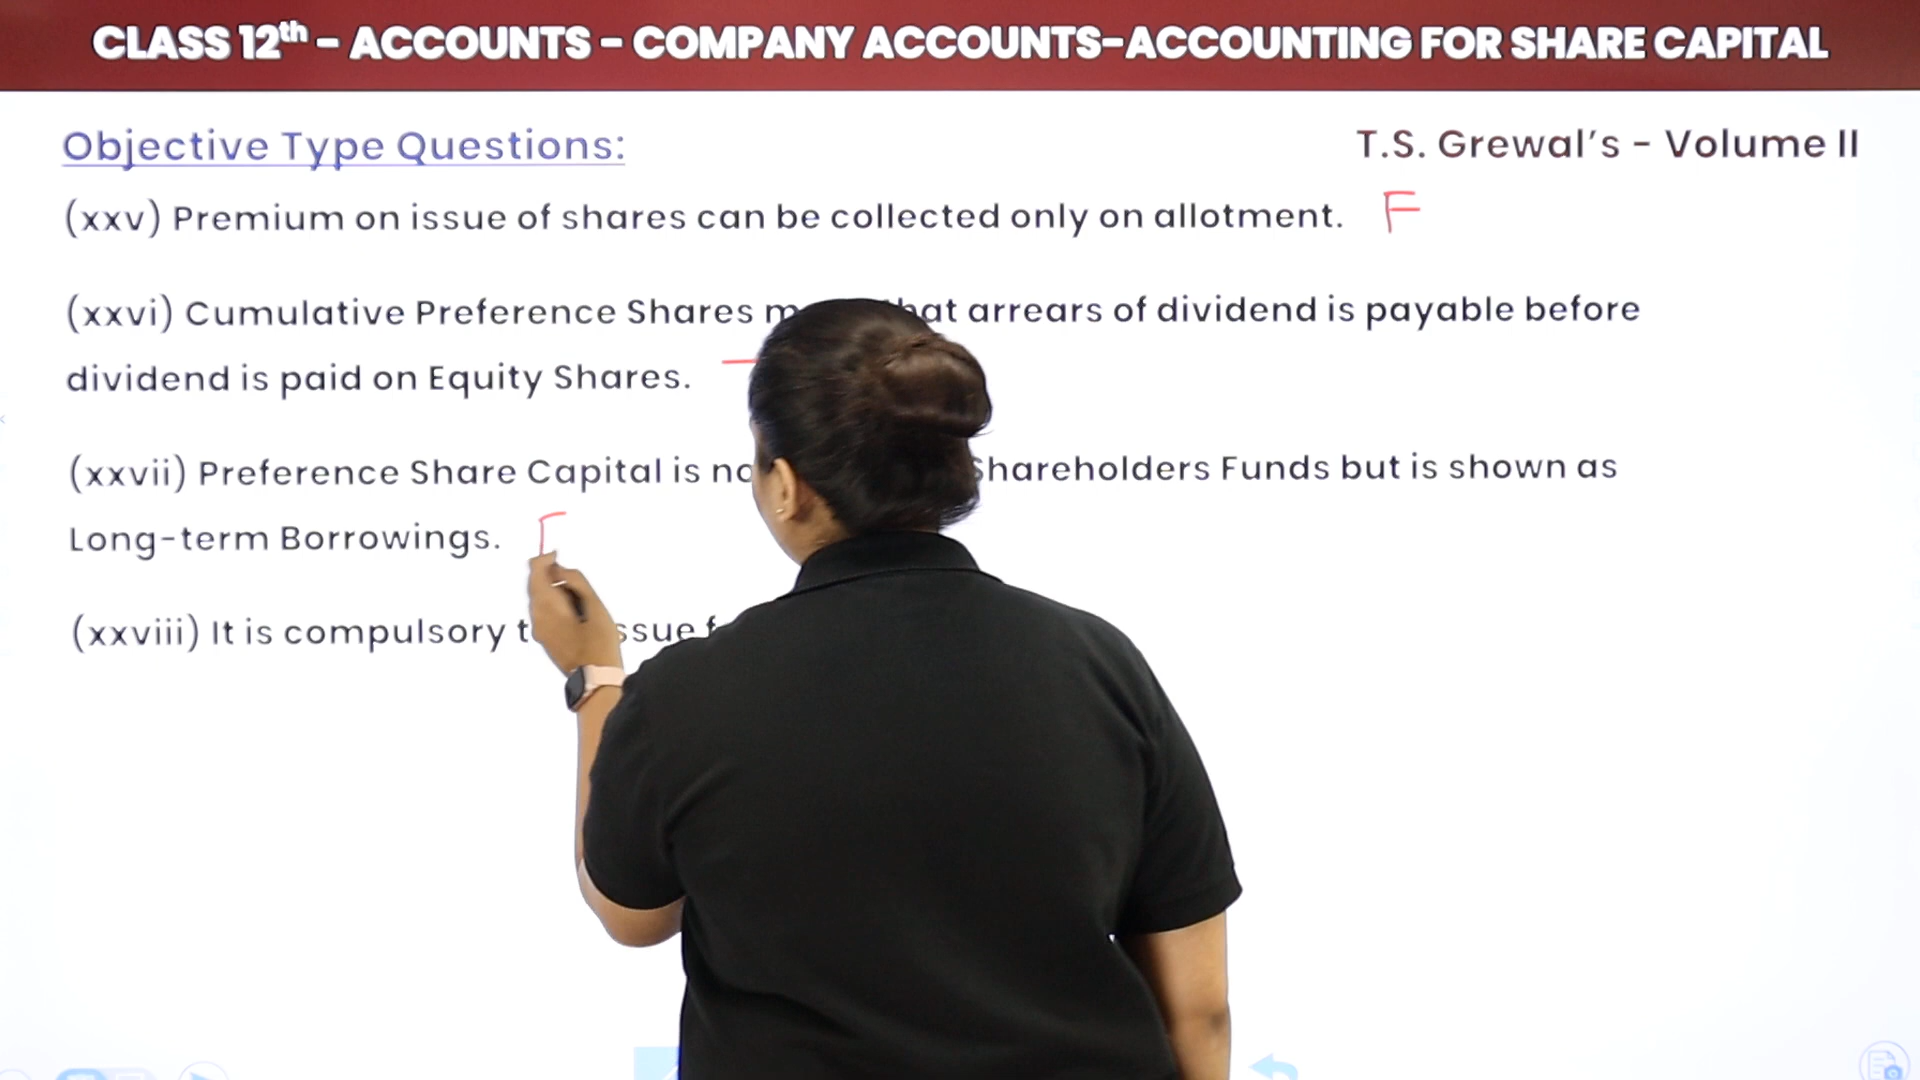 CLASS 12th - ACCOUNTS - COMPANY ACCOUNTS-ACCOUNTING FOR SHARE CAPITAL
Objective Type Questions:
T.S. Grewal's - Volume II
(xxv) Premium on issue of shares can be collected only on allotment. F
(xxvi) Cumulative Preference Shares arrears of dividend is payable before
dividend is paid on Equity Shares.
(xxvii) Preference Share Capital is Shareholders Funds but is shown as
Long-term Borrowings.
(xxviii) It is compulsory